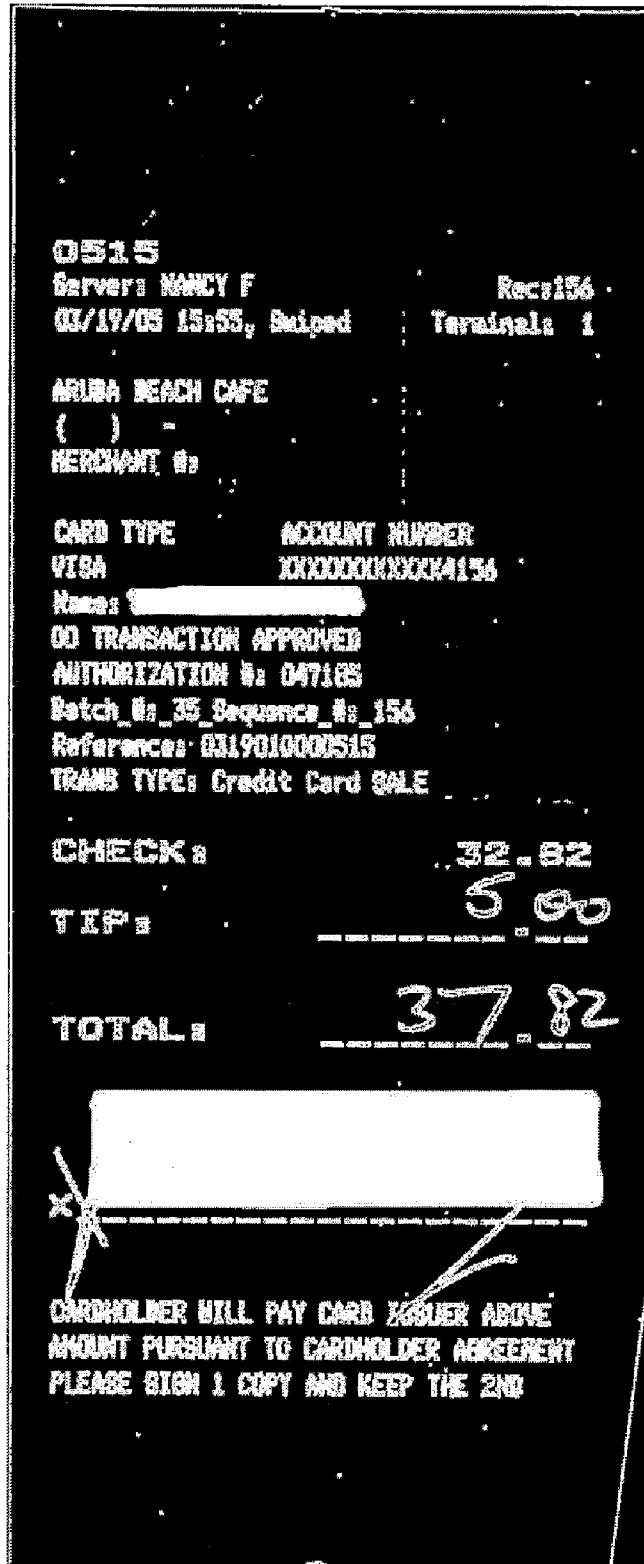 0515
Server: NANCY F Rec:156
03/19/05 15:55, Swiped Terminal: 1
ARUBA BEACH CAFE
( ) -
MERCHANT #:
CARD TYPE ACCOUNT NUMBER
VISA XXXXXXXXXXXX4156
Name:
00 TRANSACTION APPROVED
AUTHORIZATION #: 047185
Batch_#:_35_Sequence_#:_156
Reference: 0319010000515
TRANS TYPE: Credit Card SALE
CHECK: 32.82
TIP: 5.00
TOTAL: 37.82
X
CARDHOLDER WILL PAY CARD ISSUER ABOVE
AMOUNT PURSUANT TO CARDHOLDER AGREEMENT
PLEASE SIGN 1 COPY AND KEEP THE 2ND